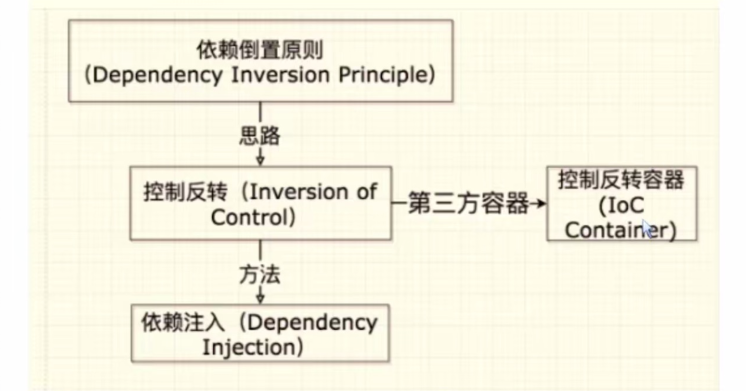 依赖倒置原则
（Dependency Inversion Principle）
思路
控制反转（Inversion of
Control）
第三方容器
控制反转容器
(IoC
Container)
方法
依赖注入（Dependency
Injection）